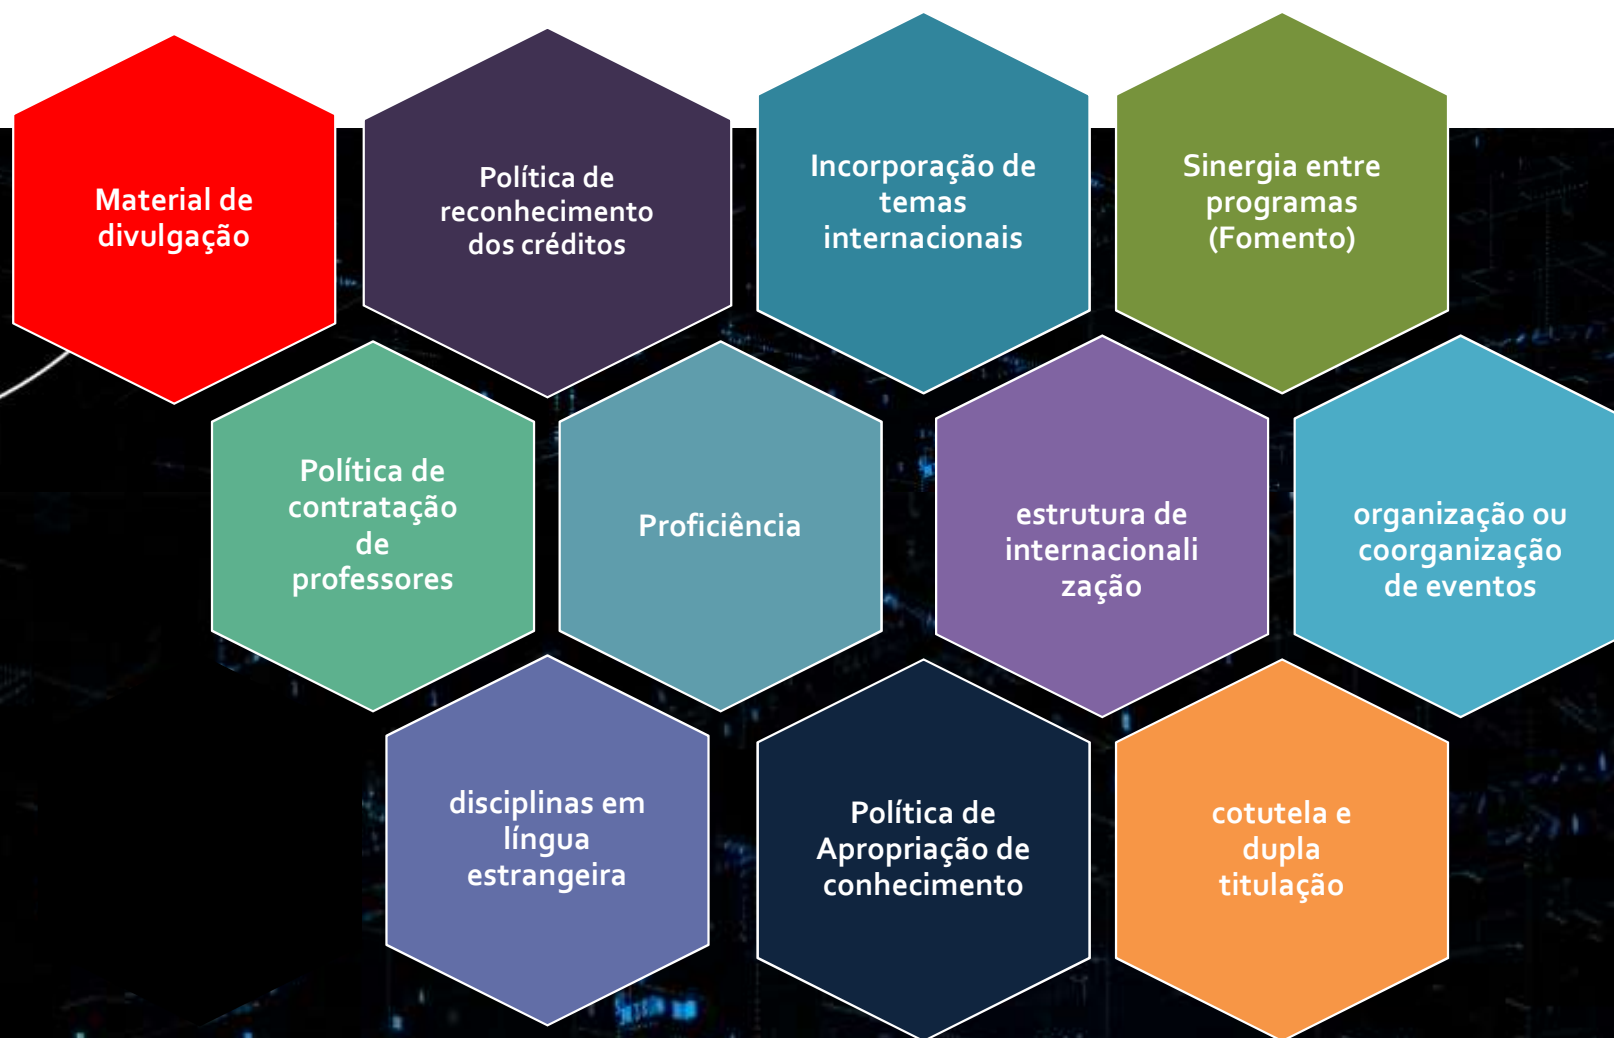 Material de
divulgação
Política de
reconhecimento
dos créditos
Incorporação de
temas
internacionais
Sinergia entre
programas
(Fomento)
Política de
contratação
de
professores
Proficiência
estrutura de
internacionali
zação
organização ou
coorganização
de eventos
disciplinas em
língua
estrangeira
Política de
Apropriação de
conhecimento
cotutela e
dupla
titulação